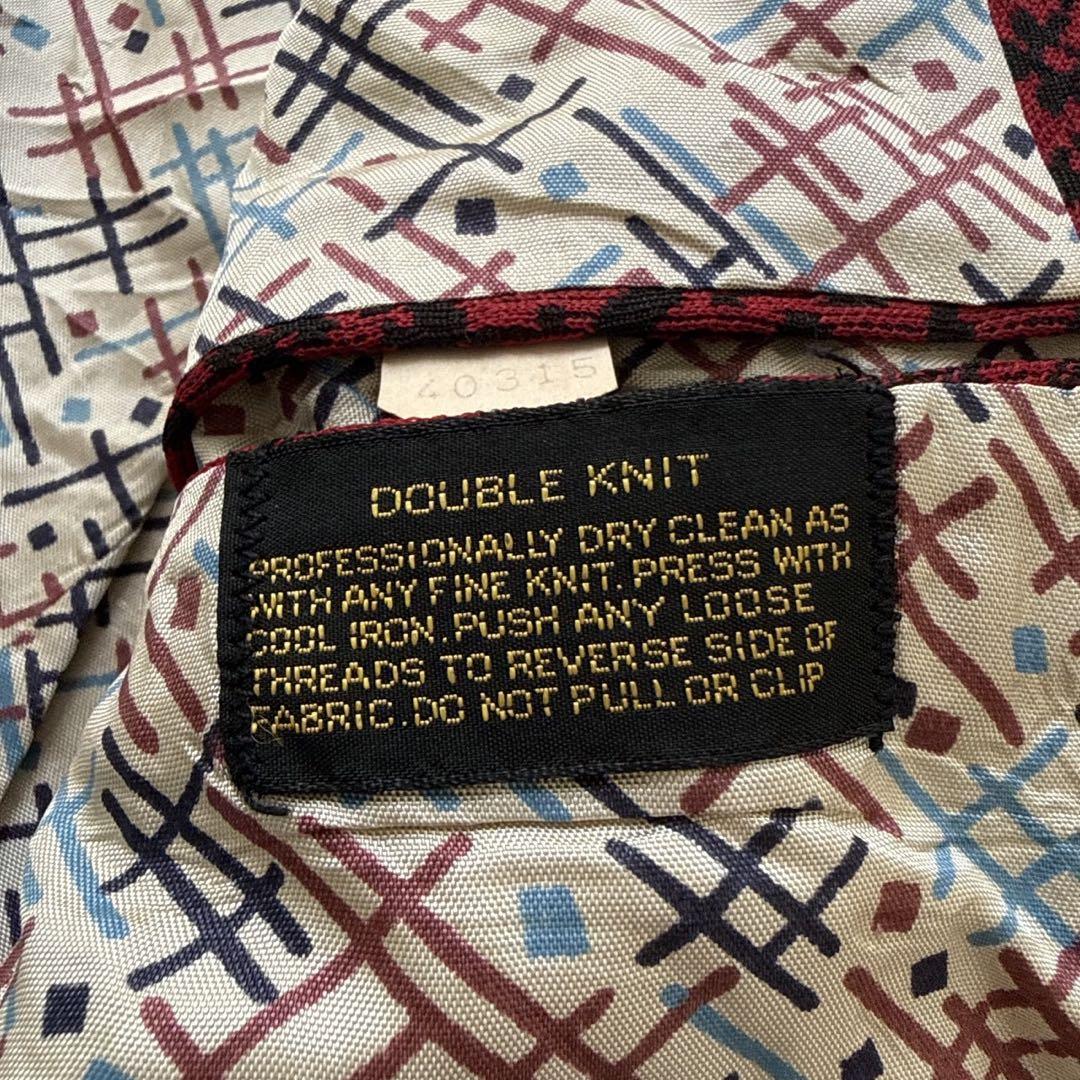 40315
DOUBLE KNIT
PROFESSIONALLY DRY CLEAN AS
WITH ANY FINE KNIT. PRESS WITH
COOL IRON. PUSH ANY LOOSE
THREADS TO REVERSE SIDE OF
FABRIC. DO NOT PULL OR CLIP